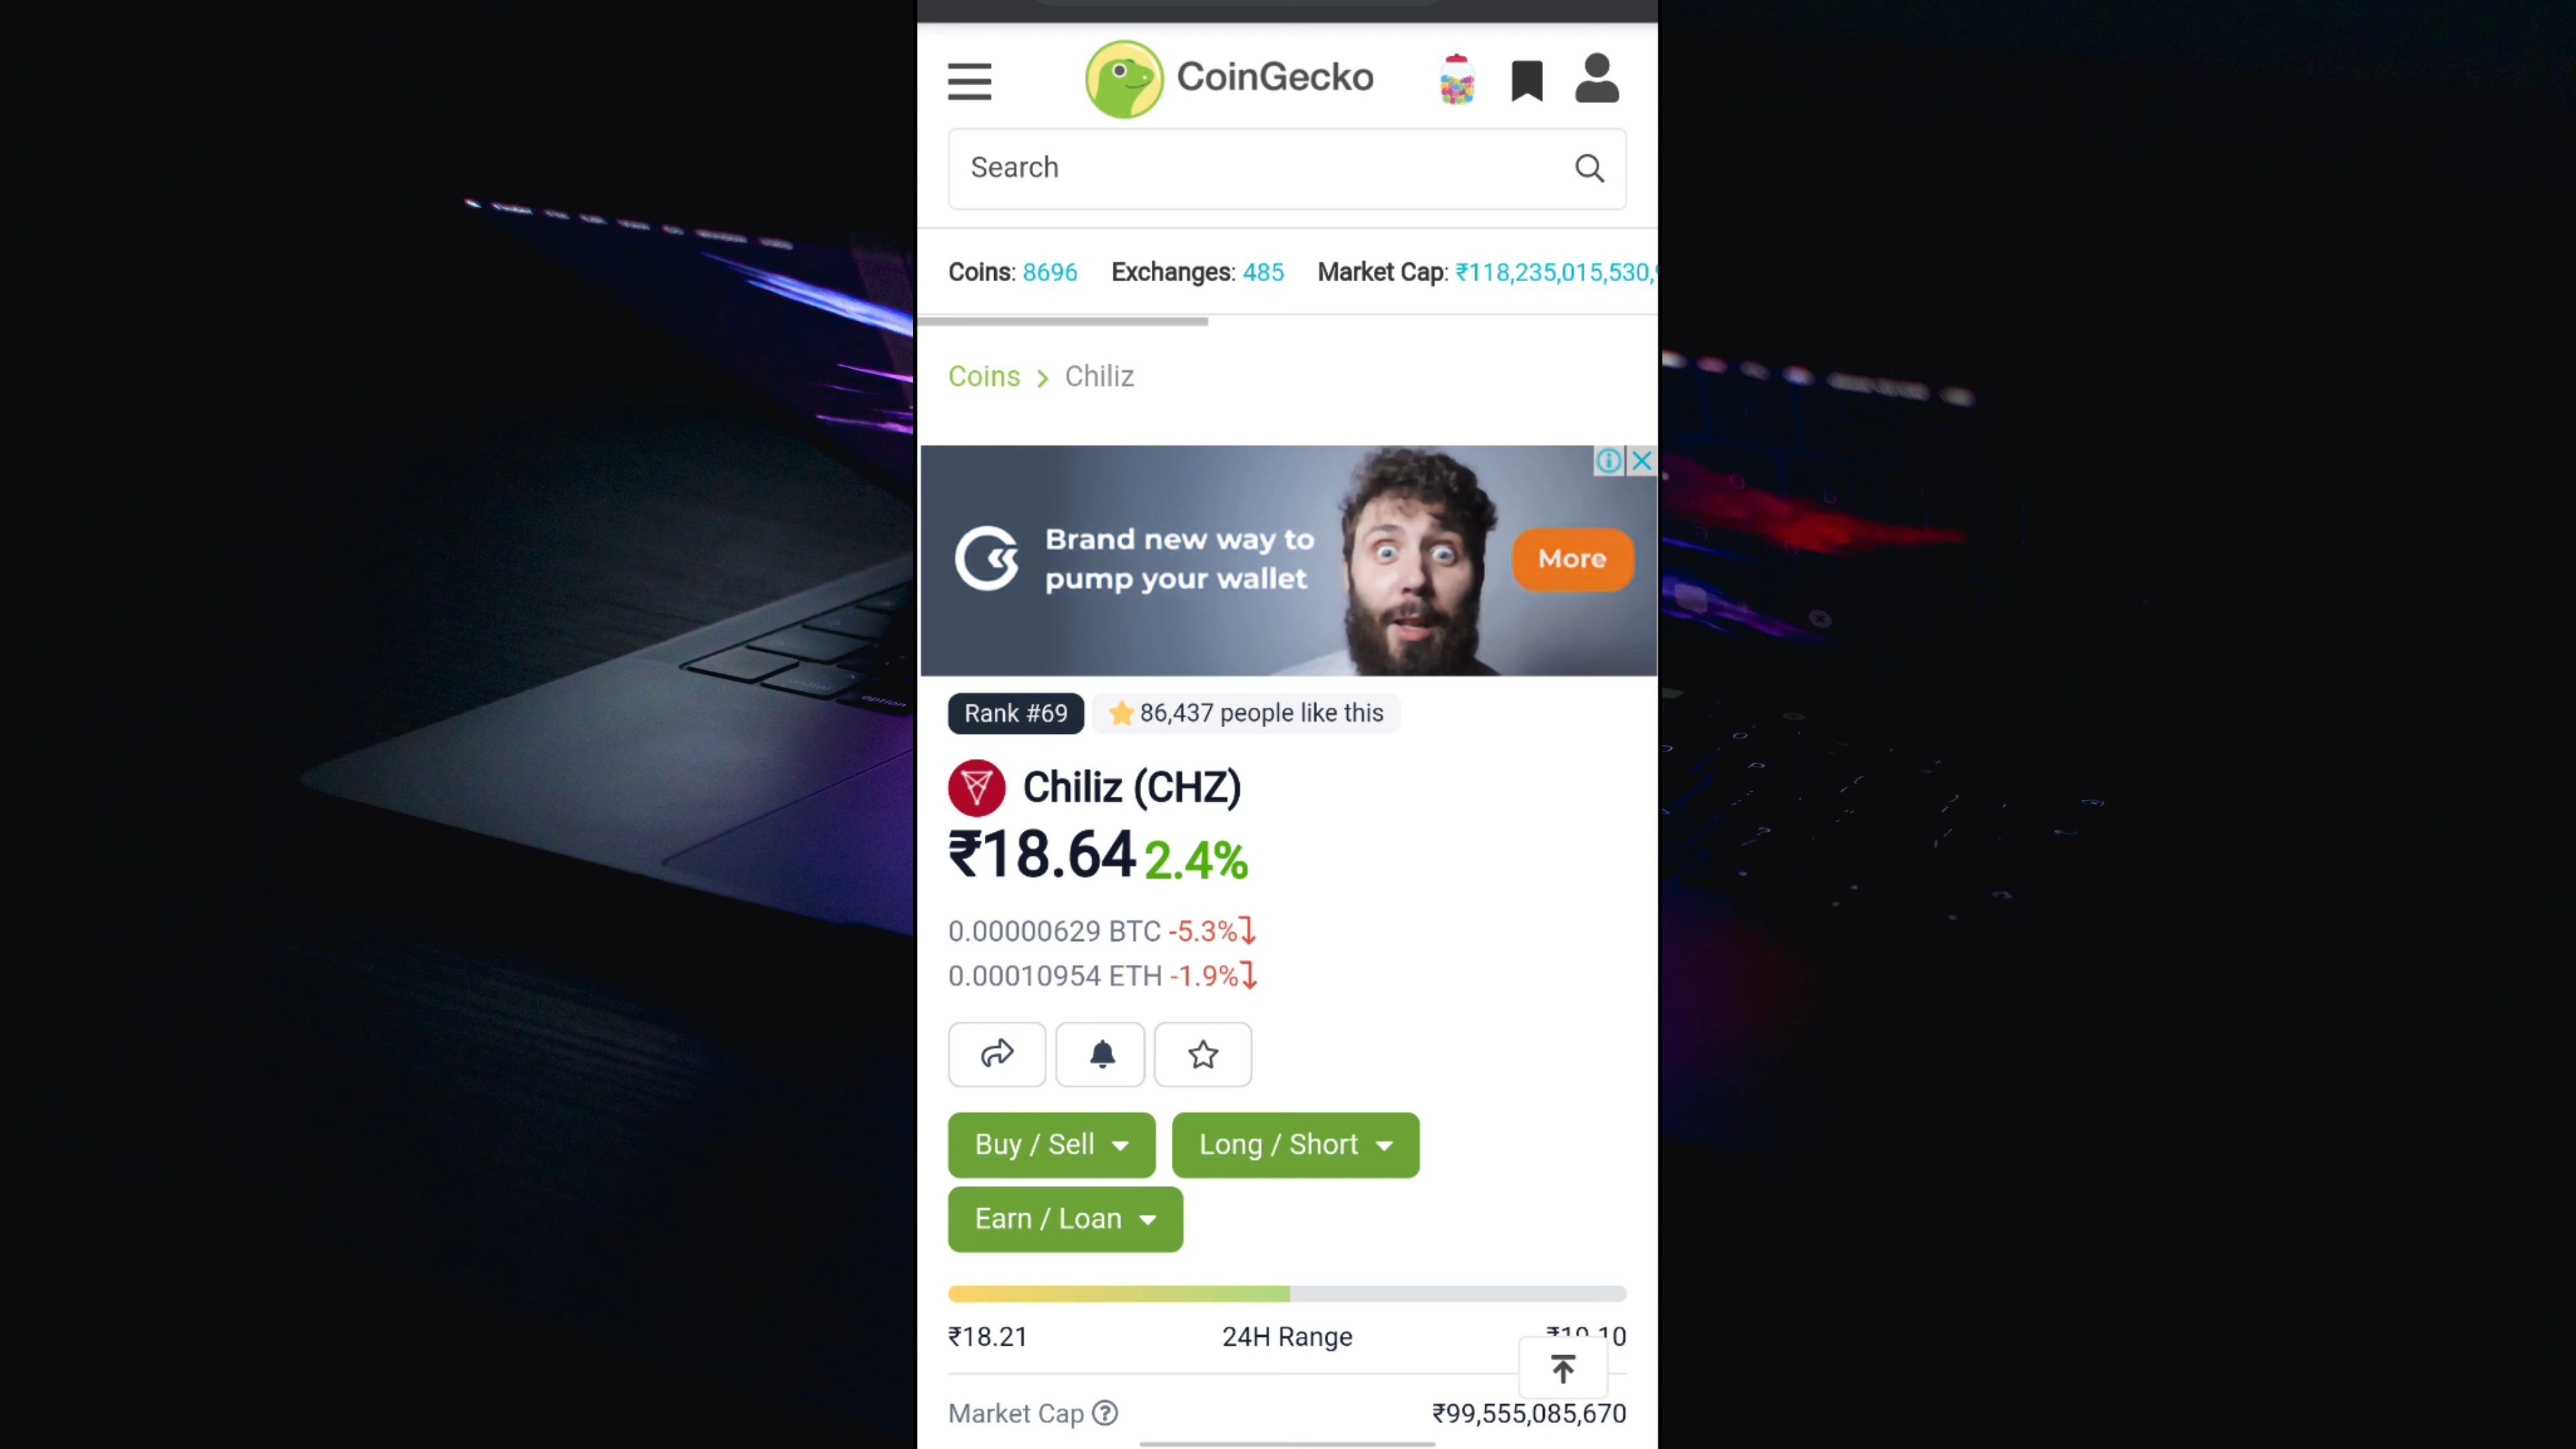 CoinGecko
Search
Coins: 8696 Exchanges: 485 Market Cap: ₹118,235,015,530,
Coins > Chiliz
Brand new way to
pump your wallet
More
Rank #69 86,437 people like this
Chiliz (CHZ)
₹18.64 2.4%
0.00000629 BTC -5.3%
0.00010954 ETH -1.9%
Buy / Sell Long / Short
Earn / Loan
₹18.21 24H Range ₹19.10
Market Cap ₹99,555,085,670
option